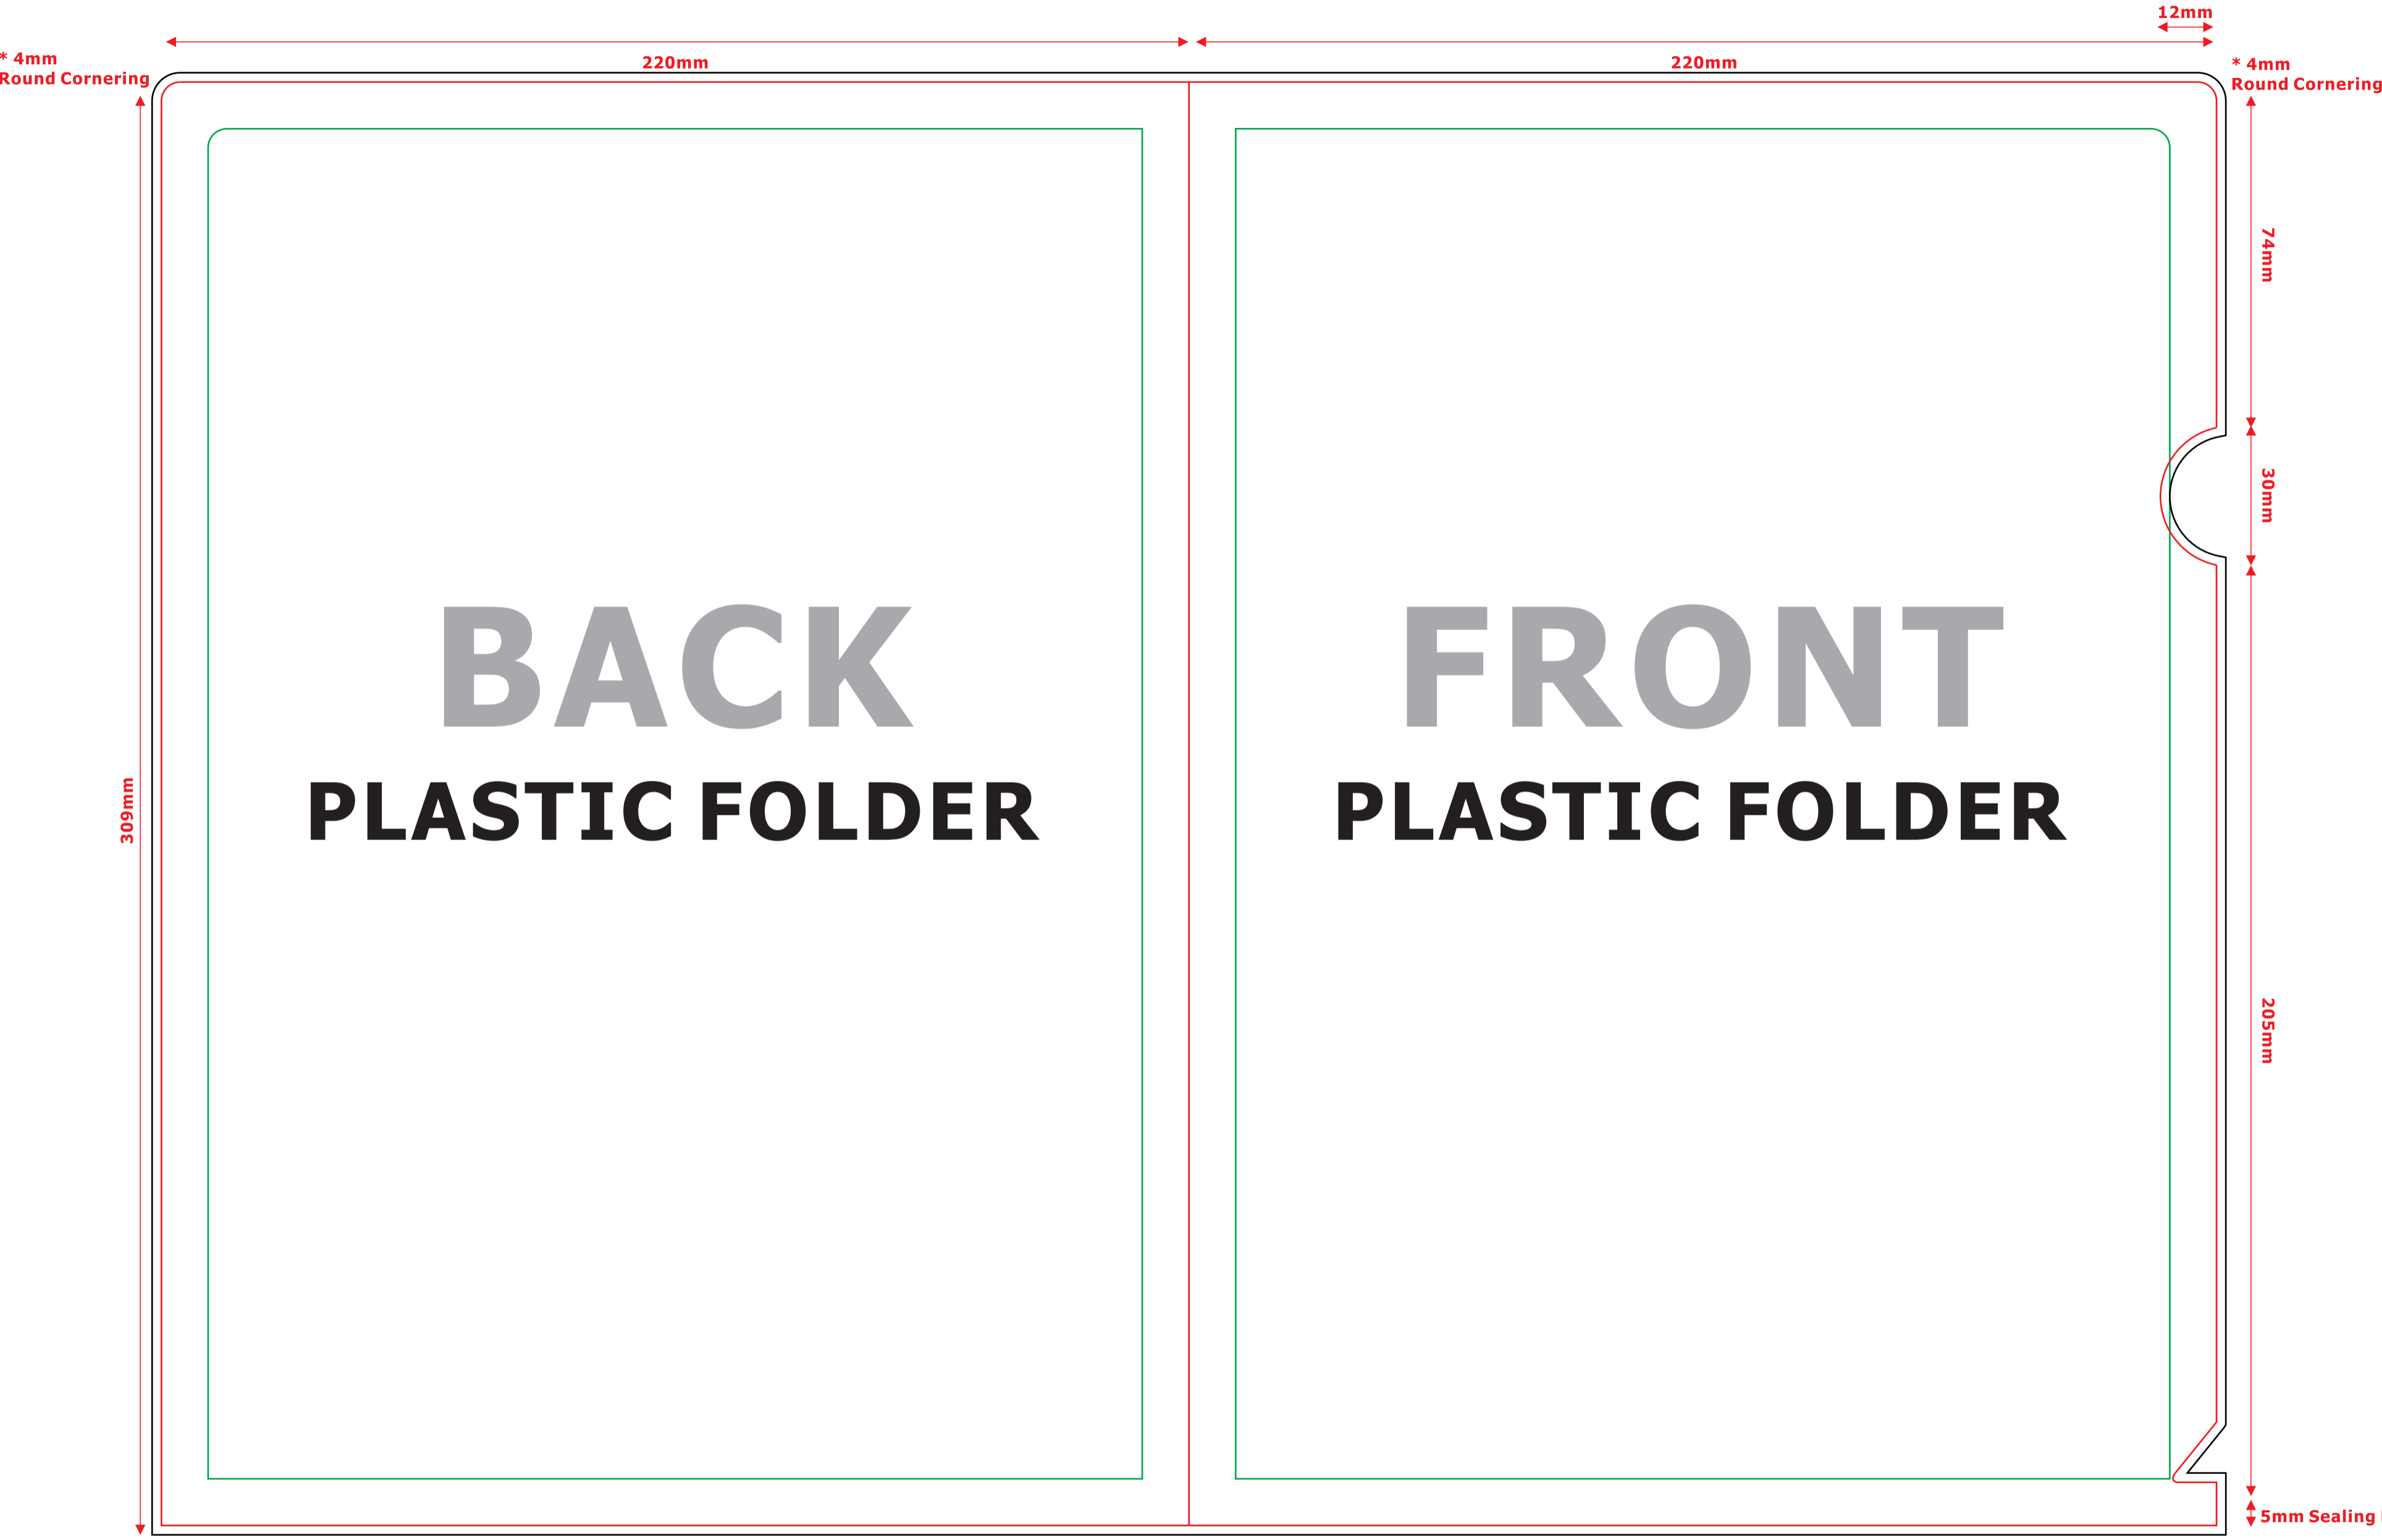 12mm
* 4mm
Round Cornering
220mm
220mm
* 4mm
Round Cornering
74mm
30mm
BACK
FRONT
PLASTIC FOLDER
PLASTIC FOLDER
309mm
205mm
5mm Sealing